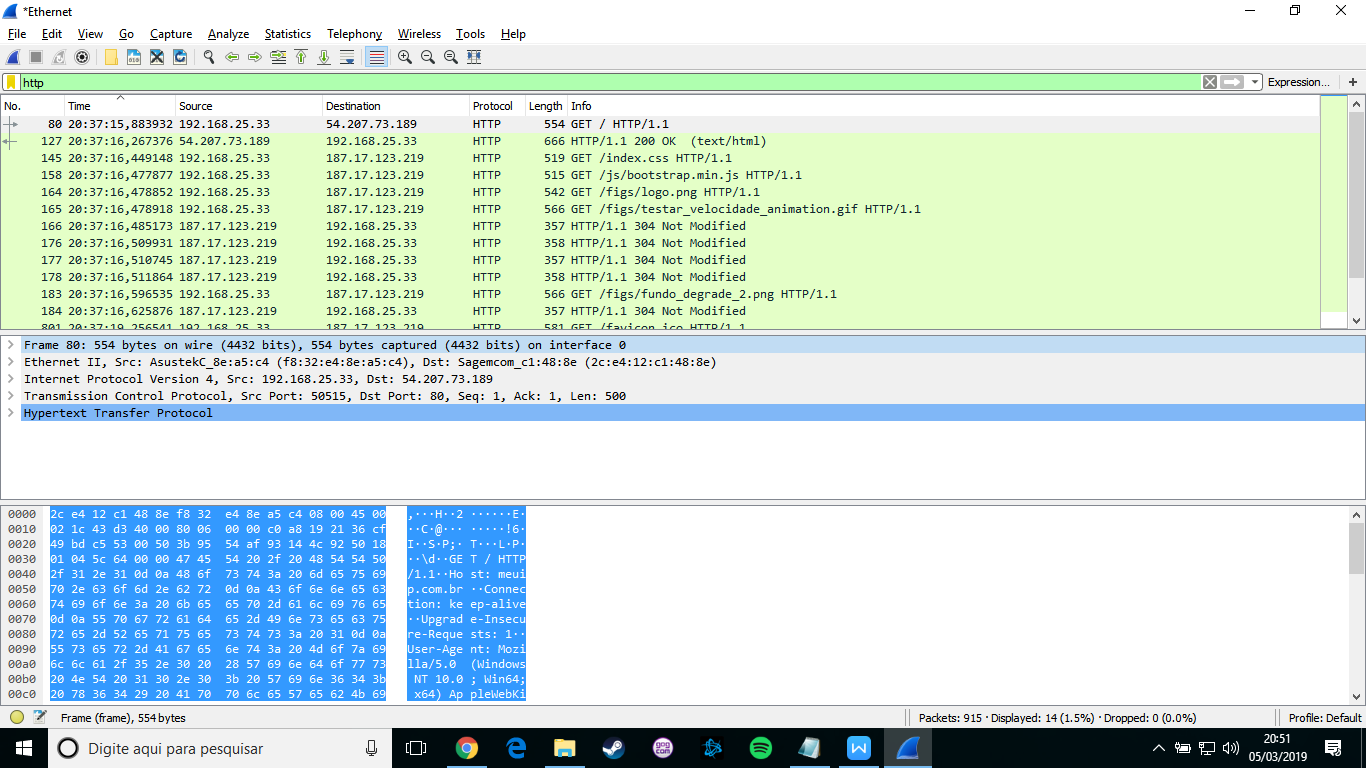 *Ethernet
File Edit View Go Capture Analyze Statistics Telephony Wireless Tools Help
http
Expression... +
No. Time Source Destination Protocol Length Info
80 20:37:15,883932 192.168.25.33 54.207.73.189 HTTP 554 GET / HTTP/1.1
127 20:37:16,267376 54.207.73.189 192.168.25.33 HTTP 666 HTTP/1.1 200 OK (text/html)
145 20:37:16,449148 192.168.25.33 187.17.123.219 HTTP 519 GET /index.css HTTP/1.1
158 20:37:16,477877 192.168.25.33 187.17.123.219 HTTP 515 GET /js/bootstrap.min.js HTTP/1.1
164 20:37:16,478852 192.168.25.33 187.17.123.219 HTTP 542 GET /figs/logo.png HTTP/1.1
165 20:37:16,478918 192.168.25.33 187.17.123.219 HTTP 566 GET /figs/testar_velocidade_animation.gif HTTP/1.1
166 20:37:16,485173 187.17.123.219 192.168.25.33 HTTP 357 HTTP/1.1 304 Not Modified
176 20:37:16,509931 187.17.123.219 192.168.25.33 HTTP 358 HTTP/1.1 304 Not Modified
177 20:37:16,510745 187.17.123.219 192.168.25.33 HTTP 357 HTTP/1.1 304 Not Modified
178 20:37:16,511864 187.17.123.219 192.168.25.33 HTTP 358 HTTP/1.1 304 Not Modified
183 20:37:16,596535 192.168.25.33 187.17.123.219 HTTP 566 GET /figs/fundo_degrade_2.png HTTP/1.1
184 20:37:16,625876 187.17.123.219 192.168.25.33 HTTP 357 HTTP/1.1 304 Not Modified
801 20:37:19,256541 192.168.25.33 187.17.123.219 HTTP 581 GET /favicon.ico HTTP/1.1
Frame 80: 554 bytes on wire (4432 bits), 554 bytes captured (4432 bits) on interface 0
Ethernet II, Src: AsustekC_8e:a5:c4 (f8:32:e4:8e:a5:c4), Dst: Sagemcom_c1:48:8e (2c:e4:12:c1:48:8e)
Internet Protocol Version 4, Src: 192.168.25.33, Dst: 54.207.73.189
Transmission Control Protocol, Src Port: 50515, Dst Port: 80, Seq: 1, Ack: 1, Len: 500
Hypertext Transfer Protocol
0000 2c e4 12 c1 48 8e f8 32 e4 8e a5 c4 08 00 45 00 ,···H··2 ······E·
0010 02 1c 43 d3 40 00 80 06 00 00 c0 a8 19 21 36 cf ··C·@··· ·····!6·
0020 49 bd c5 53 00 50 3b 95 54 af 93 14 4c 92 50 18 I··S·P;· T···L·P·
0030 01 04 5c 64 00 00 47 45 54 20 2f 20 48 54 54 50 ··\d··GE T / HTTP
0040 2f 31 2e 31 0d 0a 48 6f 73 74 3a 20 6d 65 75 69 /1.1··Ho st: meui
0050 70 2e 63 6f 6d 2e 62 72 0d 0a 43 6f 6e 6e 65 63 p.com.br ··Connec
0060 74 69 6f 6e 3a 20 6b 65 65 70 2d 61 6c 69 76 65 tion: ke ep-alive
0070 0d 0a 55 70 67 72 61 64 65 2d 49 6e 73 65 63 75 ··Upgrad e-Insecu
0080 72 65 2d 52 65 71 75 65 73 74 73 3a 20 31 0d 0a re-Reque sts: 1··
0090 55 73 65 72 2d 41 67 65 6e 74 3a 20 4d 6f 7a 69 User-Age nt: Mozi
00a0 6c 6c 61 2f 35 2e 30 20 28 57 69 6e 64 6f 77 73 lla/5.0 (Windows
00b0 20 4e 54 20 31 30 2e 30 3b 20 57 69 6e 36 34 3b NT 10.0 ; Win64;
00c0 20 78 36 34 29 20 41 70 70 6c 65 57 65 62 4b 69 x64) Ap pleWebKi
Frame (frame), 554 bytes
Packets: 915 · Displayed: 14 (1.5%) · Dropped: 0 (0.0%)
Profile: Default
Digite aqui para pesquisar
gog
com
W
20:51
05/03/2019